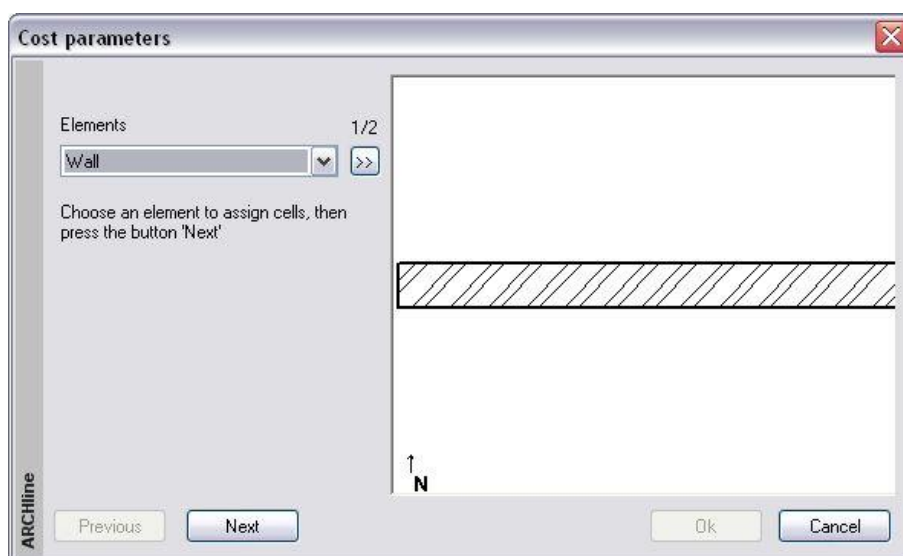 Cost parameters
Elements 1/2
Wall >>
Choose an element to assign cells, then
press the button 'Next'
N
ARCHline
Previous Next Ok Cancel